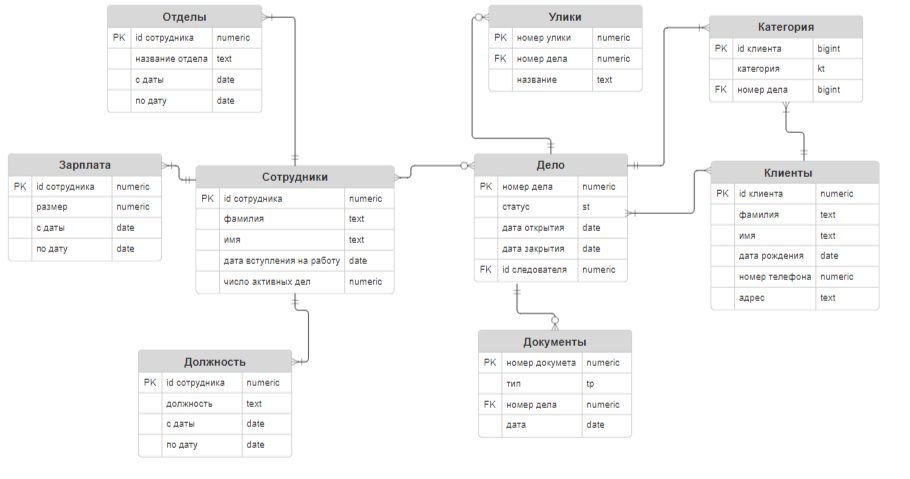 Отделы
PK id сотрудника numeric
название отдела text
с даты date
по дату date
Улики
PK номер улики numeric
FK номер дела numeric
название text
Категория
PK id клиента bigint
категория kt
FK номер дела bigint
Зарплата
PK id сотрудника numeric
размер numeric
с даты date
по дату date
Сотрудники
PK id сотрудника numeric
фамилия text
имя text
дата вступления на работу date
число активных дел numeric
Дело
PK номер дела numeric
статус st
дата открытия date
дата закрытия date
FK id следователя numeric
Клиенты
PK id клиента numeric
фамилия text
имя text
дата рождения date
номер телефона numeric
адрес text
Должность
PK id сотрудника numeric
должность text
с даты date
по дату date
Документы
PK номер докумета numeric
тип tp
FK номер дела numeric
дата date